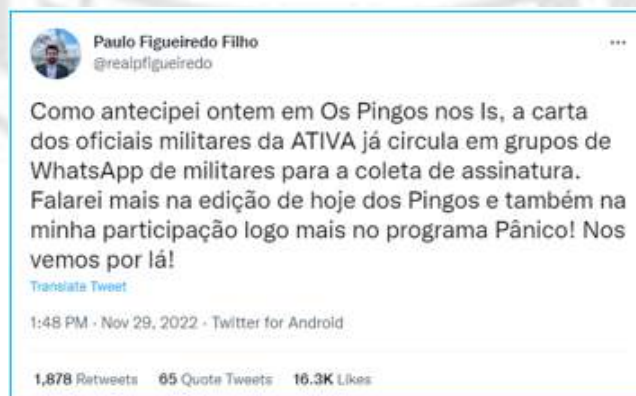 Paulo Figueiredo Filho
@realpfigueiredo
Como antecipei ontem em Os Pingos nos Is, a carta
dos oficiais militares da ATIVA já circula em grupos de
WhatsApp de militares para a coleta de assinatura.
Falarei mais na edição de hoje dos Pingos e também na
minha participação logo mais no programa Pânico! Nos
vemos por lá!
Translate Tweet
1:48 PM · Nov 29, 2022 · Twitter for Android
1,878 Retweets 65 Quote Tweets 16.3K Likes